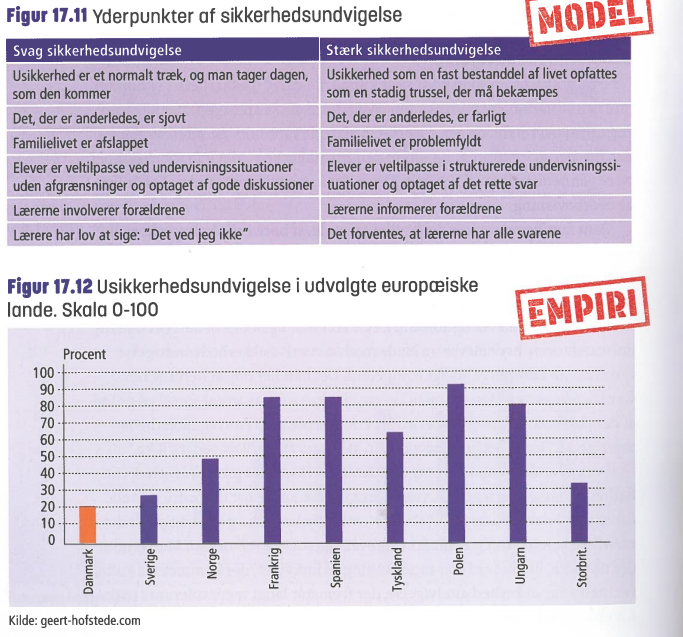 Figur 17.11 Yderpunkter af sikkerhedsundvigelse
MODEL
Svag sikkerhedsundvigelse
Stærk sikkerhedsundvigelse
Usikkerhed er et normalt træk, og man tager dagen,
som den kommer
Usikkerhed som en fast bestanddel af livet opfattes
som en stadig trussel, der må bekæmpes
Det, der er anderledes, er sjovt
Det, der er anderledes, er farligt
Familielivet er afslappet
Familielivet er problemfyldt
Elever er veltilpasse ved undervisningssituationer
uden afgrænsninger og optaget af gode diskussioner
Elever er veltilpasse i strukturerede undervisningssi-
tuationer og optaget af det rette svar
Lærerne involverer forældrene
Lærerne informerer forældrene
Lærere har lov at sige: "Det ved jeg ikke"
Det forventes, at lærerne har alle svarene
Figur 17.12 Usikkerhedsundvigelse i udvalgte europæiske
lande. Skala 0-100
EMPIRI
Procent
100
90
80
70
60
50
40
30
20
10
0
Danmark
Sverige
Norge
Frankrig
Spanien
Tyskland
Polen
Ungarn
Storbrit.
Kilde: geert-hofstede.com